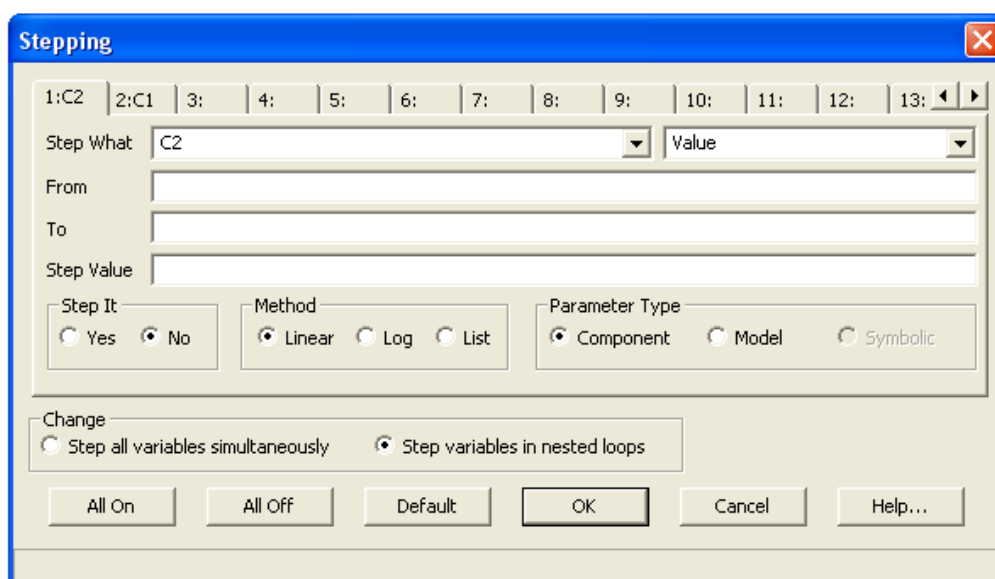 Stepping
1:C2 2:C1 3: 4: 5: 6: 7: 8: 9: 10: 11: 12: 13:
Step What C2 Value
From
To
Step Value
Step It Method Parameter Type
Yes No Linear Log List Component Model Symbolic
Change
Step all variables simultaneously Step variables in nested loops
All On All Off Default OK Cancel Help...